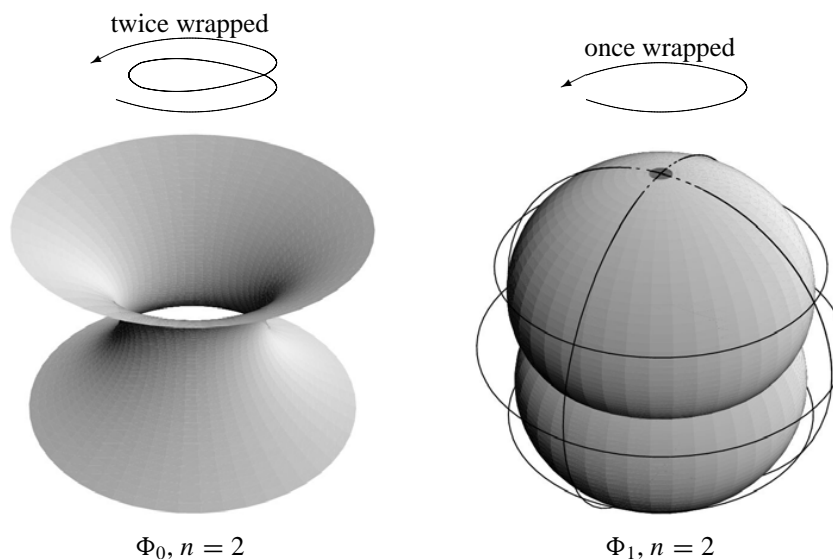 twice wrapped
once wrapped
Φ₀, n = 2
Φ₁, n = 2